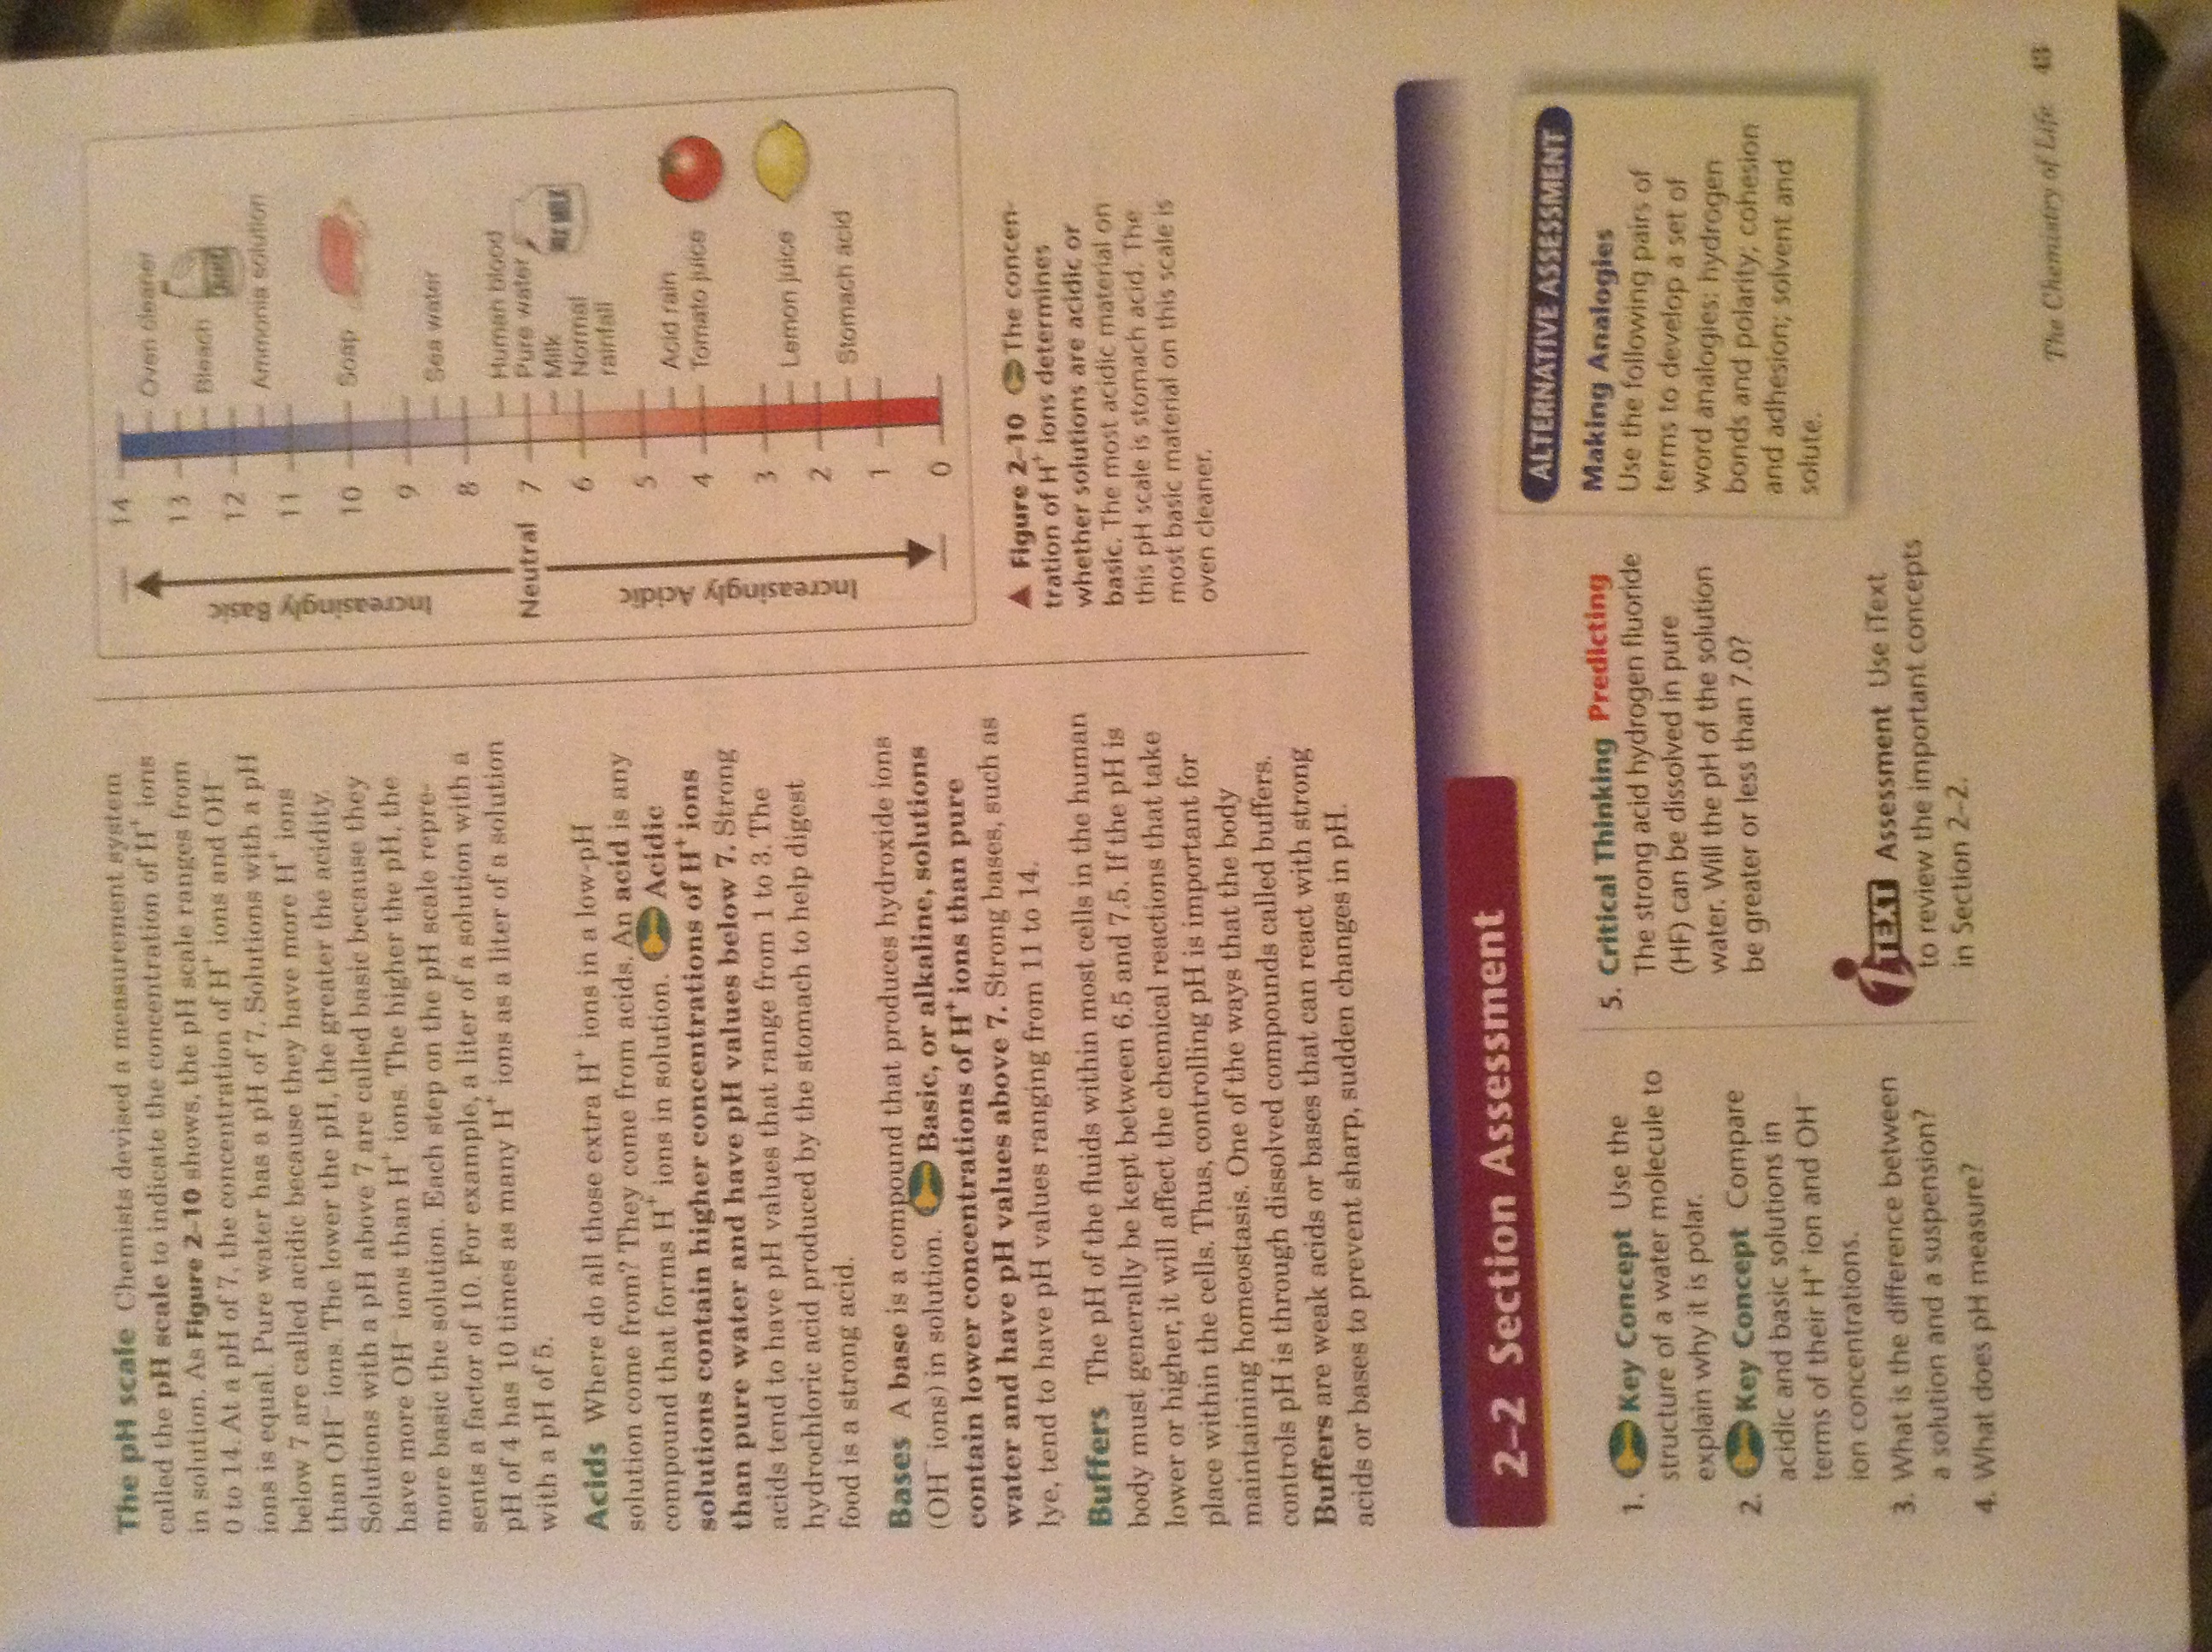 The pH scale Chemists devised a measurement system
called the pH scale to indicate the concentration of H⁺ ions
in solution. As Figure 2–10 shows, the pH scale ranges from
0 to 14. At a pH of 7, the concentration of H⁺ ions and OH⁻
ions is equal. Pure water has a pH of 7. Solutions with a pH
below 7 are called acidic because they have more H⁺ ions
than OH⁻ ions. The lower the pH, the greater the acidity.
Solutions with a pH above 7 are called basic because they
have more OH⁻ ions than H⁺ ions. The higher the pH, the
more basic the solution. Each step on the pH scale repre-
sents a factor of 10. For example, a liter of a solution with a
pH of 4 has 10 times as many H⁺ ions as a liter of a solution
with a pH of 5.
Acids Where do all those extra H⁺ ions in a low-pH
solution come from? They come from acids. An acid is any
compound that forms H⁺ ions in solution. Acidic
solutions contain higher concentrations of H⁺ ions
than pure water and have pH values below 7. Strong
acids tend to have pH values that range from 1 to 3. The
hydrochloric acid produced by the stomach to help digest
food is a strong acid.
Bases A base is a compound that produces hydroxide ions
(OH⁻ ions) in solution. Basic, or alkaline, solutions
contain lower concentrations of H⁺ ions than pure
water and have pH values above 7. Strong bases, such as
lye, tend to have pH values ranging from 11 to 14.
Buffers The pH of the fluids within most cells in the human
body must generally be kept between 6.5 and 7.5. If the pH is
lower or higher, it will affect the chemical reactions that take
place within the cells. Thus, controlling pH is important for
maintaining homeostasis. One of the ways that the body
controls pH is through dissolved compounds called buffers.
Buffers are weak acids or bases that can react with strong
acids or bases to prevent sharp, sudden changes in pH.
Increasingly Basic
Neutral
Increasingly Acidic
14
Oven cleaner
13
Bleach
12
Ammonia solution
11
10
Soap
9
Sea water
8
Human blood
7
Pure water
Milk
MILK
6
Normal
rainfall
5
Acid rain
4
Tomato juice
3
Lemon juice
2
Stomach acid
1
0
▲ Figure 2–10 The concen-
tration of H⁺ ions determines
whether solutions are acidic or
basic. The most acidic material on
this pH scale is stomach acid. The
most basic material on this scale is
oven cleaner.
2–2 Section Assessment
1. Key Concept Use the
structure of a water molecule to
explain why it is polar.
2. Key Concept Compare
acidic and basic solutions in
terms of their H⁺ ion and OH⁻
ion concentrations.
3. What is the difference between
a solution and a suspension?
4. What does pH measure?
5. Critical Thinking Predicting
The strong acid hydrogen fluoride
(HF) can be dissolved in pure
water. Will the pH of the solution
be greater or less than 7.0?
iTEXT Assessment Use iText
to review the important concepts
in Section 2–2.
ALTERNATIVE ASSESSMENT
Making Analogies
Use the following pairs of
terms to develop a set of
word analogies: hydrogen
bonds and polarity; cohesion
and adhesion; solvent and
solute.
The Chemistry of Life 43